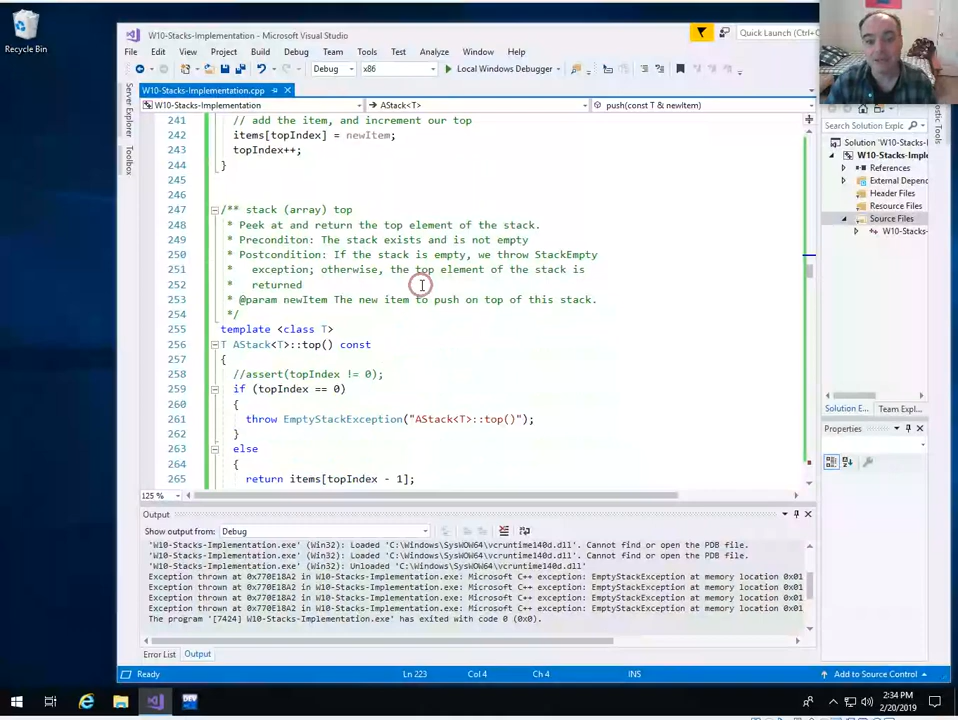 Recycle Bin
W10-Stacks-Implementation - Microsoft Visual Studio
File Edit View Project Build Debug Team Tools Test Analyze Window Help
Debug x86 Local Windows Debugger
W10-Stacks-Implementation.cpp
W10-Stacks-Implementation AStack<T> push(const T & newItem)
Server Explorer
Toolbox
241 // add the item, and increment our top
242 items[topIndex] = newItem;
243 topIndex++;
244 }
245
246
247 /** stack (array) top
248 * Peek at and return the top element of the stack.
249 * Preconditon: The stack exists and is not empty
250 * Postcondition: If the stack is empty, we throw StackEmpty
251 * exception; otherwise, the top element of the stack is
252 * returned
253 * @param newItem The new item to push on top of this stack.
254 */
255 template <class T>
256 T AStack<T>::top() const
257 {
258 //assert(topIndex != 0);
259 if (topIndex == 0)
260 {
261 throw EmptyStackException("AStack<T>::top()");
262 }
263 else
264 {
265 return items[topIndex - 1];
125 %
Output
Show output from: Debug
'W10-Stacks-Implementation.exe' (Win32): Loaded 'C:\Windows\SysWOW64\vcruntime140d.dll'. Cannot find or open the PDB file.
'W10-Stacks-Implementation.exe' (Win32): Loaded 'C:\Windows\SysWOW64\vcruntime140d.dll'. Cannot find or open the PDB file.
'W10-Stacks-Implementation.exe' (Win32): Unloaded 'C:\Windows\SysWOW64\vcruntime140d.dll'
Exception thrown at 0x770E18A2 in W10-Stacks-Implementation.exe: Microsoft C++ exception: EmptyStackException at memory location 0x01
Exception thrown at 0x770E18A2 in W10-Stacks-Implementation.exe: Microsoft C++ exception: EmptyStackException at memory location 0x01
Exception thrown at 0x770E18A2 in W10-Stacks-Implementation.exe: Microsoft C++ exception: EmptyStackException at memory location 0x01
Exception thrown at 0x770E18A2 in W10-Stacks-Implementation.exe: Microsoft C++ exception: EmptyStackException at memory location 0x01
The program '[7424] W10-Stacks-Implementation.exe' has exited with code 0 (0x0).
Error List Output
Ready Ln 223 Col 4 Ch 4 INS Add to Source Control
Quick Launch (Ctrl+Q
Search Solution Explc
Solution 'W10-Stacks
W10-Stacks-Imple
References
External Depend
Header Files
Resource Files
Source Files
W10-Stacks-
Solution E... Team Expl...
Properties
2:34 PM
2/20/2019